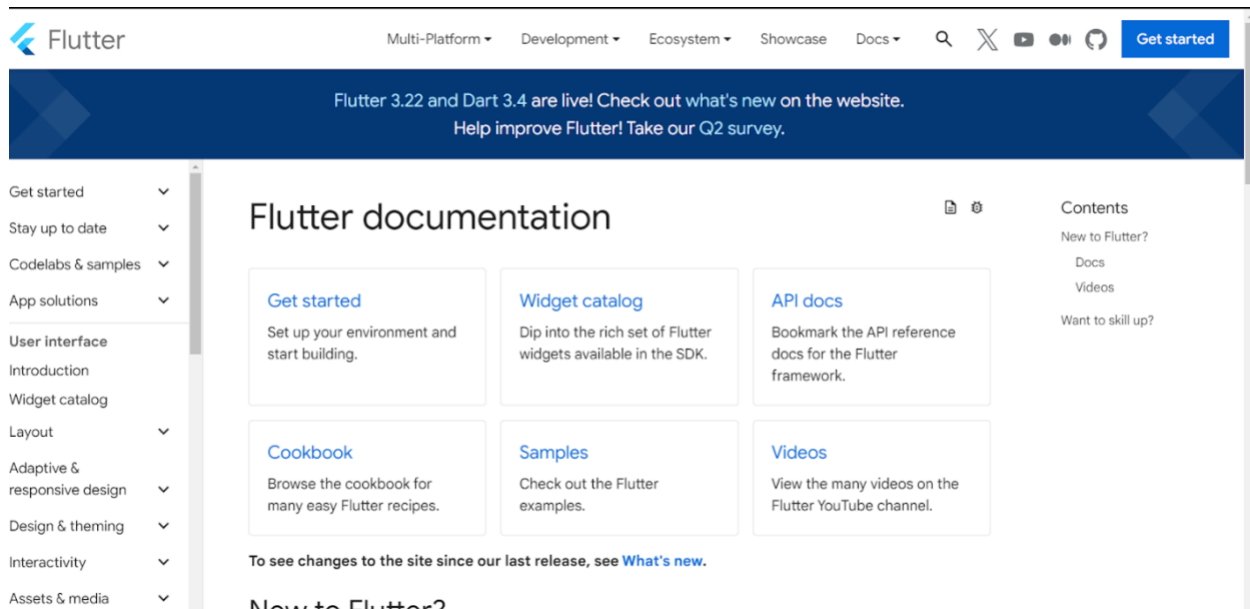 Flutter
Multi-Platform
Development
Ecosystem
Showcase
Docs
Get started
Flutter 3.22 and Dart 3.4 are live! Check out what's new on the website.
Help improve Flutter! Take our Q2 survey.
Get started
Stay up to date
Codelabs & samples
App solutions
User interface
Introduction
Widget catalog
Layout
Adaptive &
responsive design
Design & theming
Interactivity
Assets & media
Flutter documentation
Get started
Set up your environment and
start building.
Widget catalog
Dip into the rich set of Flutter
widgets available in the SDK.
API docs
Bookmark the API reference
docs for the Flutter
framework.
Cookbook
Browse the cookbook for
many easy Flutter recipes.
Samples
Check out the Flutter
examples.
Videos
View the many videos on the
Flutter YouTube channel.
To see changes to the site since our last release, see What's new.
New to Flutter?
Contents
New to Flutter?
Docs
Videos
Want to skill up?